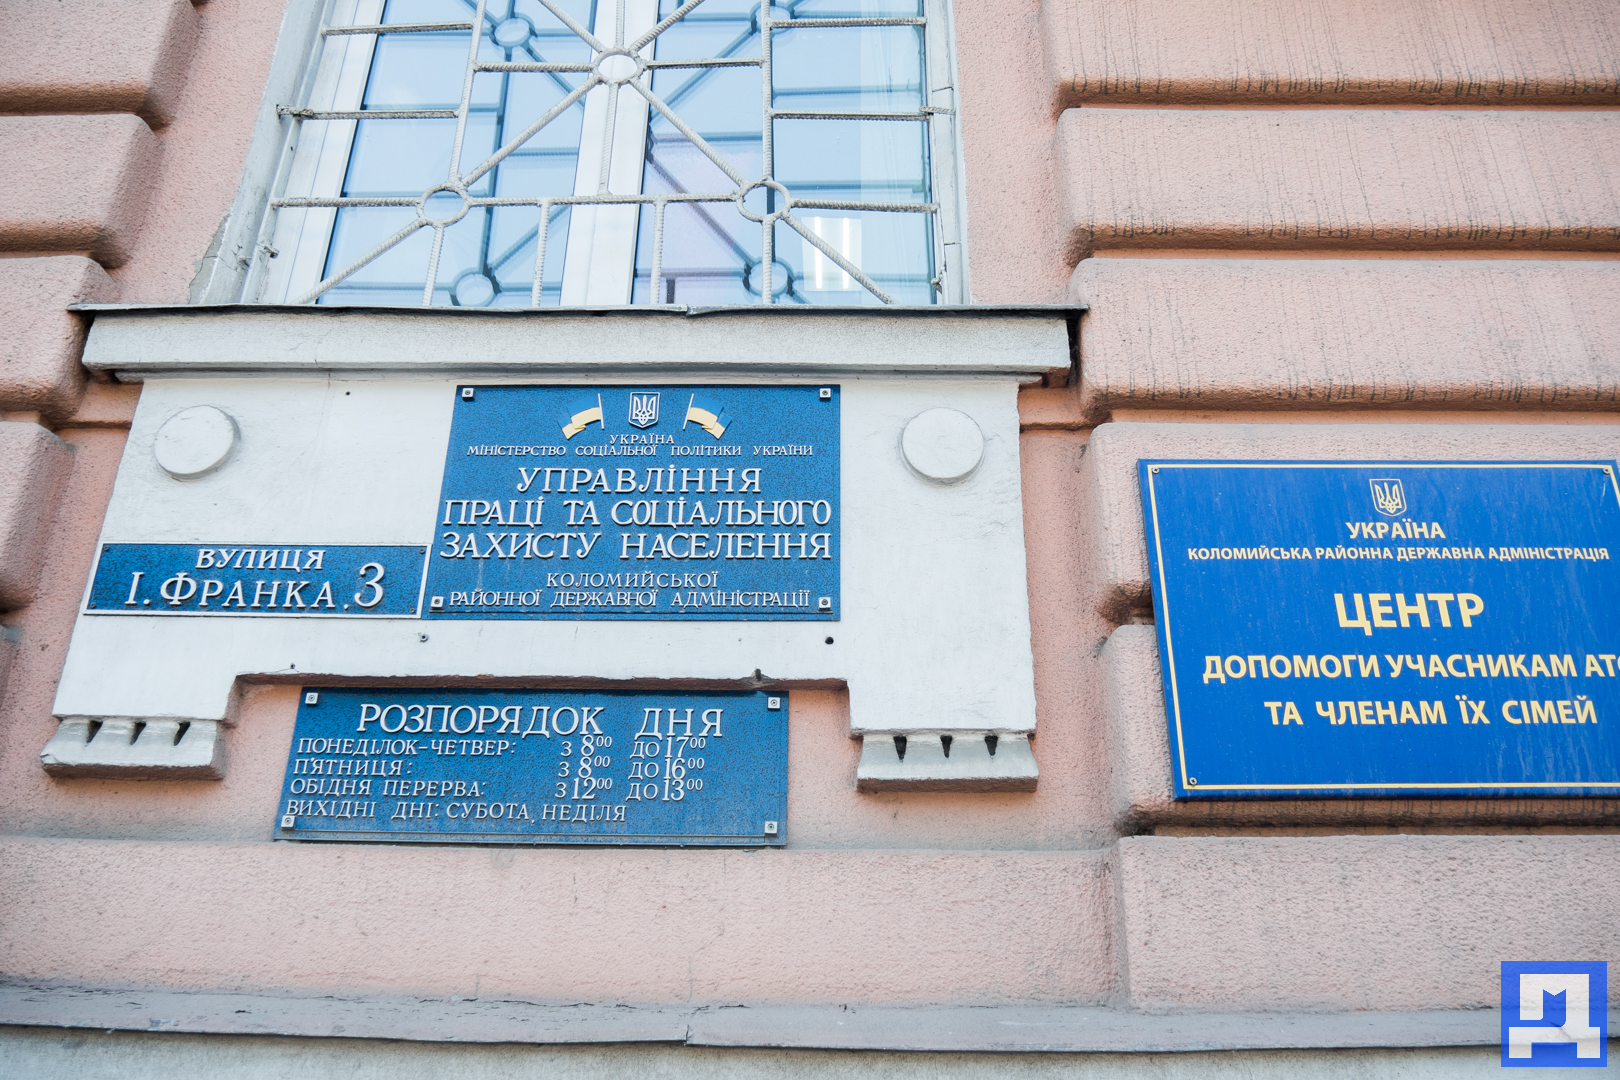 УКРАЇНА
МІНІСТЕРСТВО СОЦІАЛЬНОЇ ПОЛІТИКИ УКРАЇНИ
УПРАВЛІННЯ
ПРАЦІ ТА СОЦІАЛЬНОГО
ЗАХИСТУ НАСЕЛЕННЯ
КОЛОМИЙСЬКОЇ
РАЙОННОЇ ДЕРЖАВНОЇ АДМІНІСТРАЦІЇ
ВУЛИЦЯ
І. ФРАНКА, 3
РОЗПОРЯДОК ДНЯ
ПОНЕДІЛОК-ЧЕТВЕР: З 8⁰⁰ ДО 17⁰⁰
П'ЯТНИЦЯ: З 8⁰⁰ ДО 16⁰⁰
ОБІДНЯ ПЕРЕРВА: З 12⁰⁰ ДО 13⁰⁰
ВИХІДНІ ДНІ: СУБОТА, НЕДІЛЯ
УКРАЇНА
КОЛОМИЙСЬКА РАЙОННА ДЕРЖАВНА АДМІНІСТРАЦІЯ
ЦЕНТР
ДОПОМОГИ УЧАСНИКАМ АТО
ТА ЧЛЕНАМ ЇХ СІМЕЙ